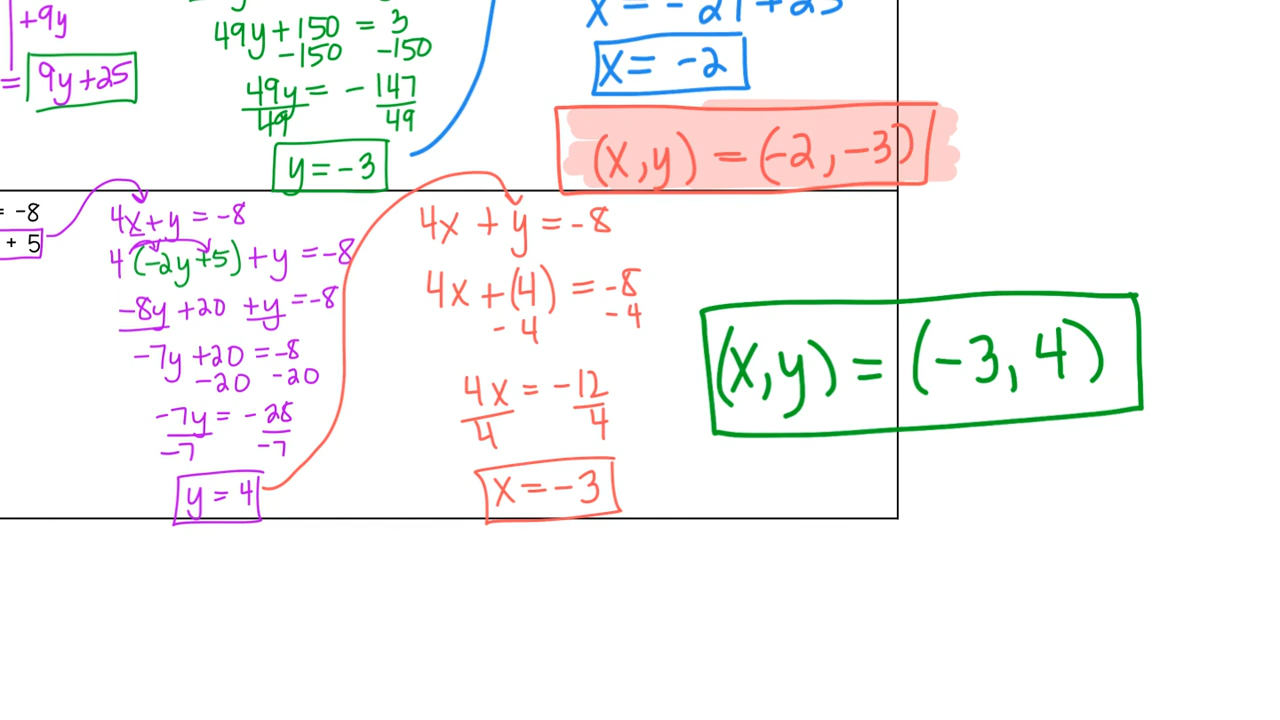 +9y
= 9y+25
49y+150 = 3
-150 -150
49y = -147
49 49
y = -3
x = -21+25
x = -2
(x,y) = (-2,-3)
= -8
+ 5
4x+y = -8
4(-2y+5)+y = -8
-8y+20 +y = -8
-7y+20 = -8
-20 -20
-7y = -28
-7 -7
y = 4
4x + y = -8
4x+(4) = -8
-4 -4
4x = -12
4 4
x = -3
(x,y) = (-3,4)